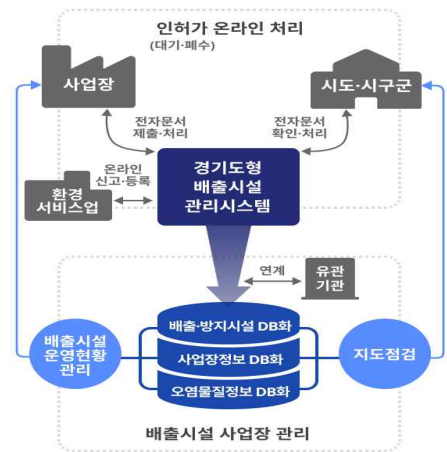 인허가 온라인 처리
(대기·폐수)
사업장
시도·시구군
전자문서
제출·처리
전자문서
확인·처리
온라인
신고·등록
환경
서비스업
경기도형
배출시설
관리시스템
연계
유관
기관
배출·방지시설 DB화
사업장정보 DB화
오염물질정보 DB화
배출시설
운영현황
관리
지도점검
배출시설 사업장 관리